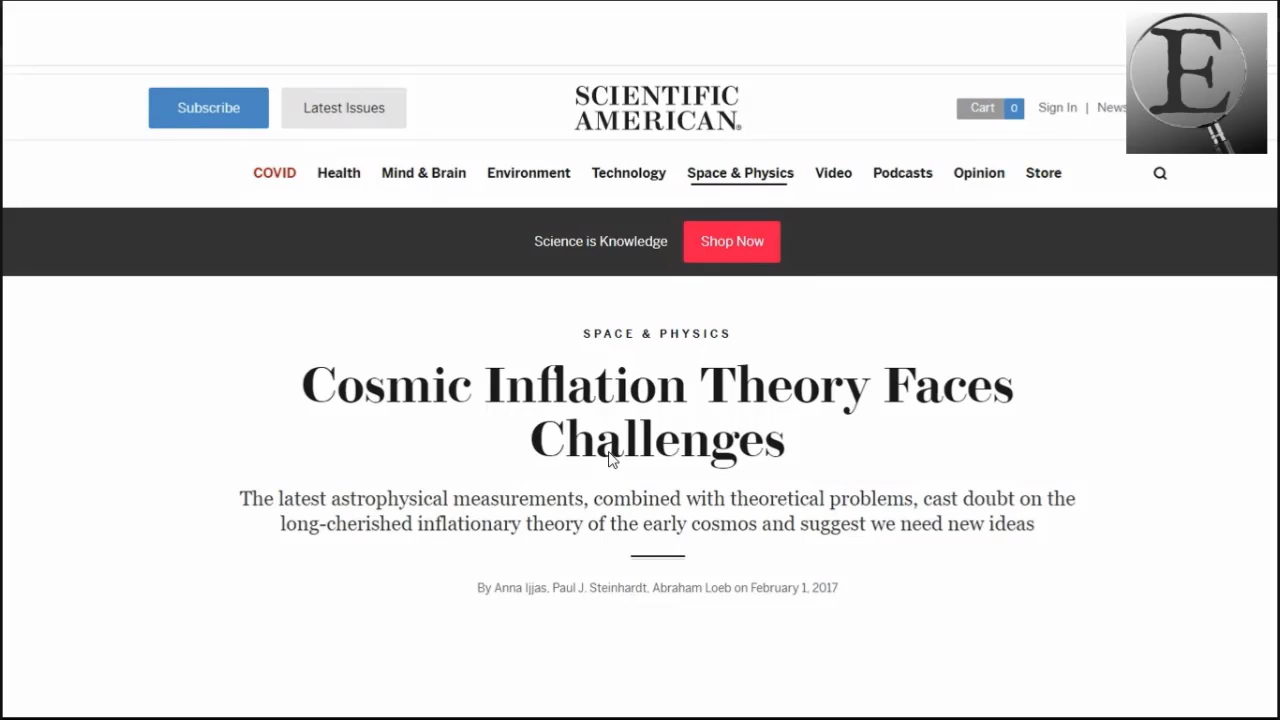 E
Subscribe
Latest Issues
SCIENTIFIC
AMERICAN®
Cart 0
Sign In | News
COVID Health Mind & Brain Environment Technology Space & Physics Video Podcasts Opinion Store
Science is Knowledge
Shop Now
SPACE & PHYSICS
Cosmic Inflation Theory Faces
Challenges
The latest astrophysical measurements, combined with theoretical problems, cast doubt on the
long-cherished inflationary theory of the early cosmos and suggest we need new ideas
By Anna Ijjas, Paul J. Steinhardt, Abraham Loeb on February 1, 2017